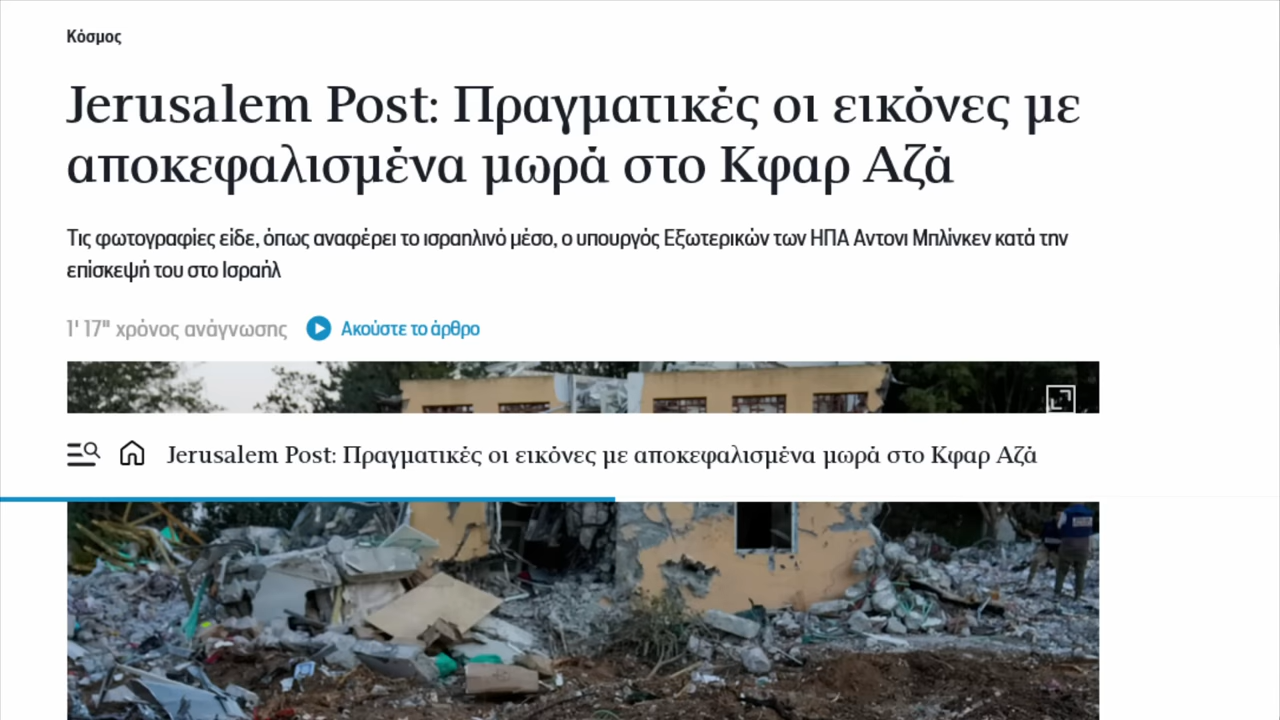 Κόσμος
Jerusalem Post: Πραγματικές οι εικόνες με
αποκεφαλισμένα μωρά στο Κφαρ Αζά
Τις φωτογραφίες είδε, όπως αναφέρει το ισραηλινό μέσο, ο υπουργός Εξωτερικών των ΗΠΑ Αντονι Μπλίνκεν κατά την
επίσκεψή του στο Ισραήλ
1' 17" χρόνος ανάγνωσης Ακούστε το άρθρο
Jerusalem Post: Πραγματικές οι εικόνες με αποκεφαλισμένα μωρά στο Κφαρ Αζά